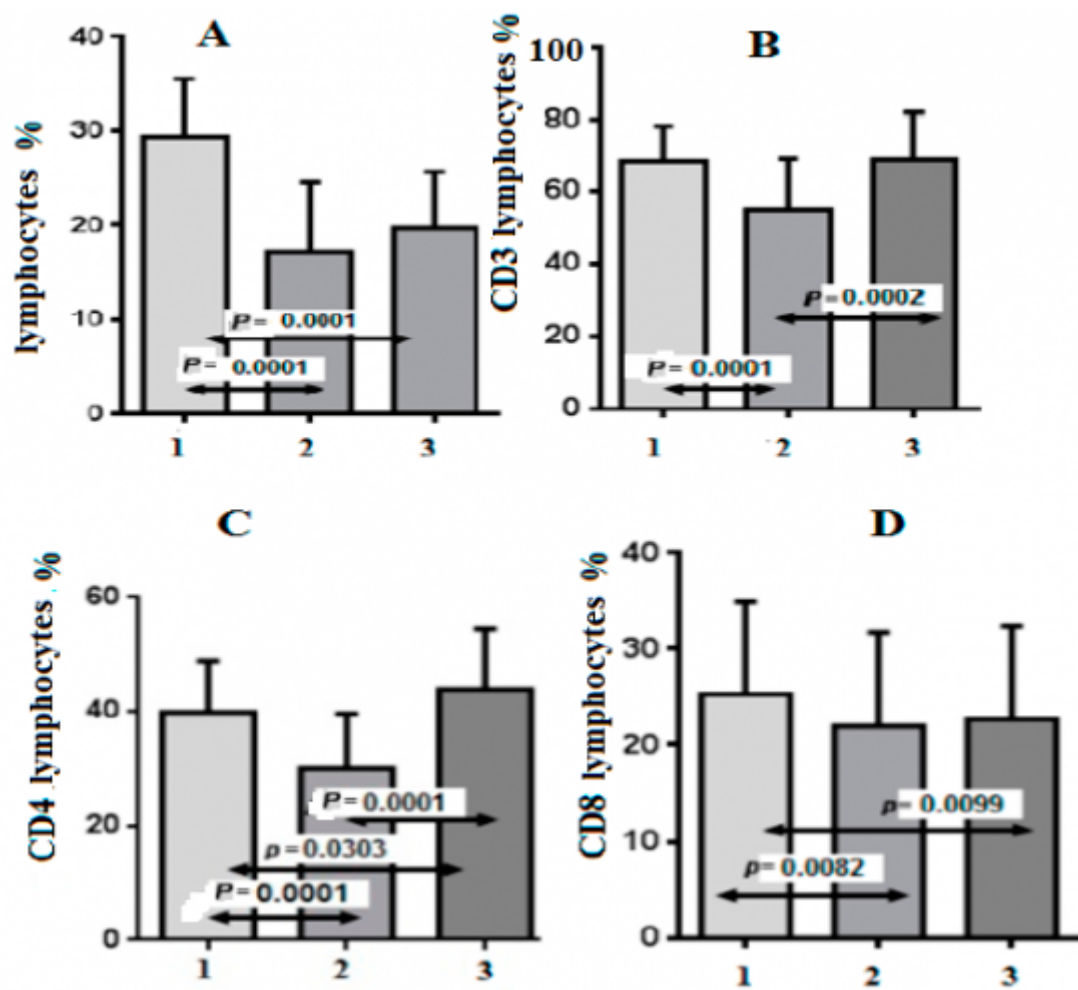 A
lymphocytes %
40
30
20
10
0
P= 0.0001
P= 0.0001
1 2 3
B
CD3 lymphocytes %
100
80
60
40
20
0
P=0.0002
P= 0.0001
1 2 3
C
CD4 lymphocytes %
60
40
20
0
P= 0.0001
p=0.0303
P= 0.0001
1 2 3
D
CD8 lymphocytes %
40
30
20
10
0
p= 0.0099
p= 0.0082
1 2 3